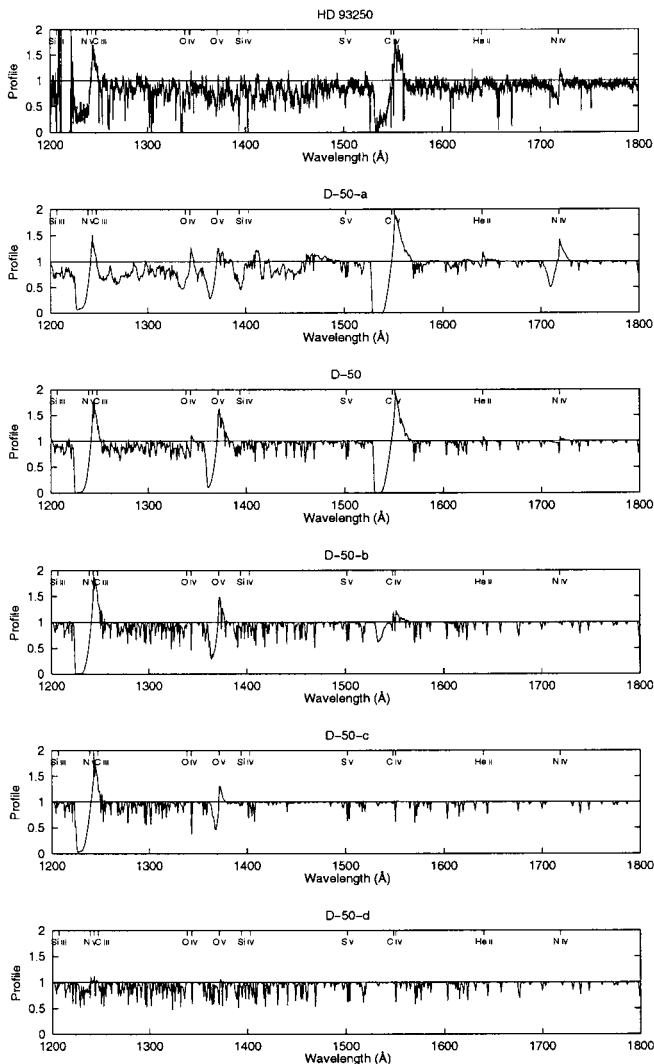 HD 93250
Si III N V C III O IV O V Si IV S V C IV He II N IV
2
1.5
1
0.5
0
Profile
1200 1300 1400 1500 1600 1700 1800
Wavelength (Å)
D-50-a
Si III N V C III O IV O V Si IV S V C IV He II N IV
2
1.5
1
0.5
0
Profile
1200 1300 1400 1500 1600 1700 1800
Wavelength (Å)
D-50
Si III N V C III O IV O V Si IV S V C IV He II N IV
2
1.5
1
0.5
0
Profile
1200 1300 1400 1500 1600 1700 1800
Wavelength (Å)
D-50-b
Si III N V C III O IV O V Si IV S V C IV He II N IV
2
1.5
1
0.5
0
Profile
1200 1300 1400 1500 1600 1700 1800
Wavelength (Å)
D-50-c
Si III N V C III O IV O V Si IV S V C IV He II N IV
2
1.5
1
0.5
0
Profile
1200 1300 1400 1500 1600 1700 1800
Wavelength (Å)
D-50-d
Si III N V C III O IV O V Si IV S V C IV He II N IV
2
1.5
1
0.5
0
Profile
1200 1300 1400 1500 1600 1700 1800
Wavelength (Å)